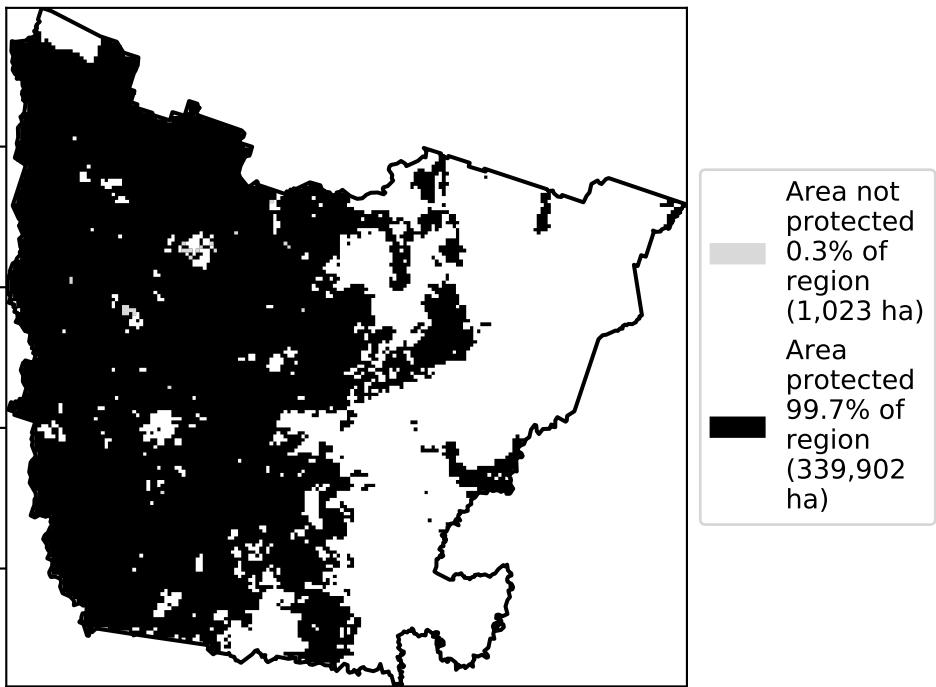 Area not
protected
0.3% of
region
(1,023 ha)
Area
protected
99.7% of
region
(339,902
ha)